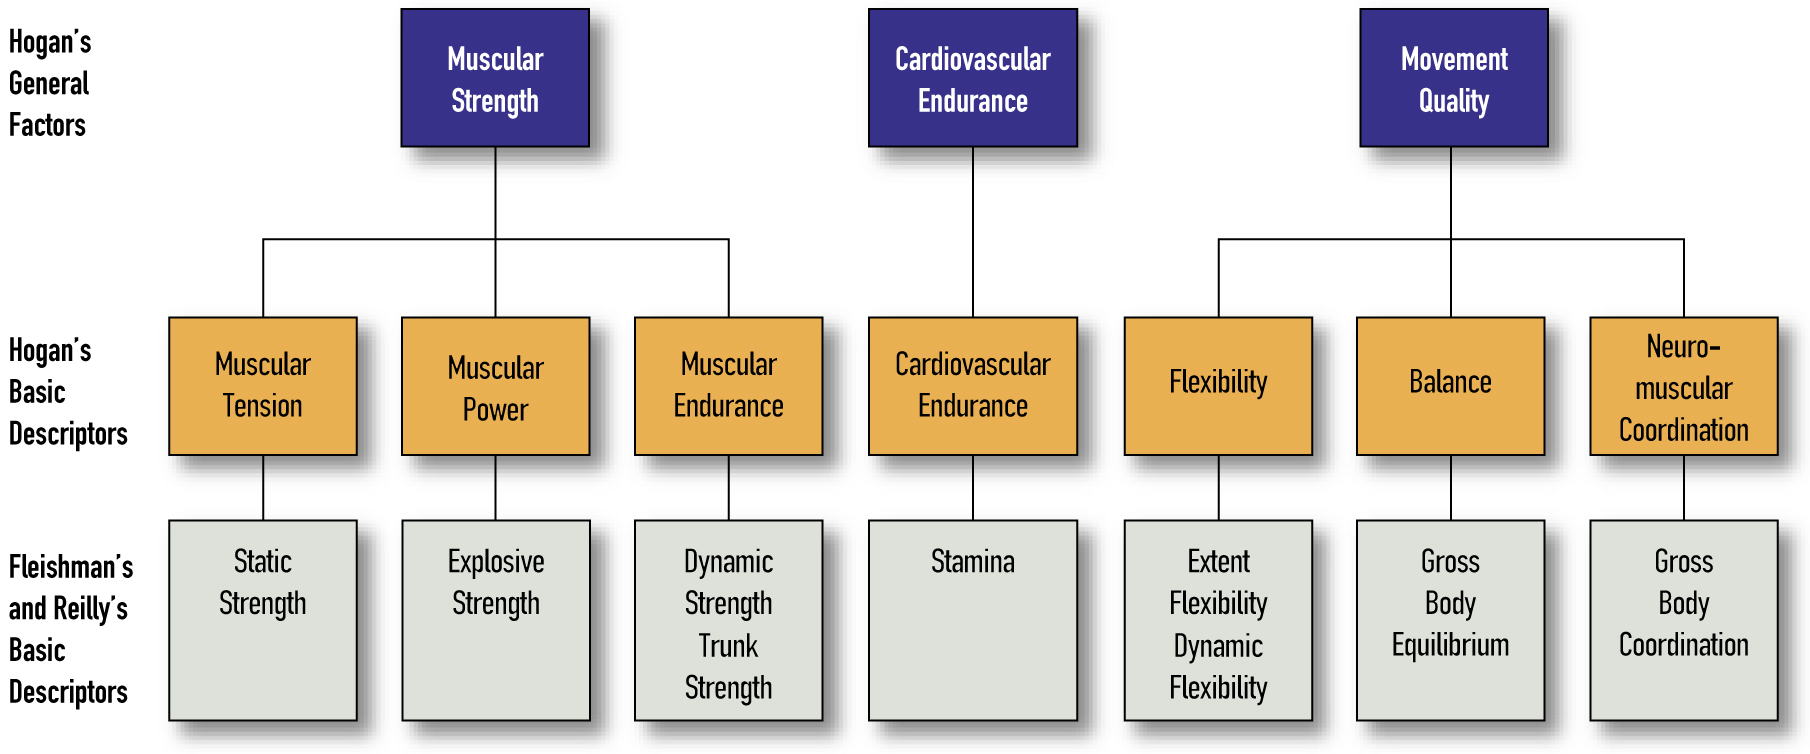 Hogan's
General
Factors
Muscular
Strength
Cardiovascular
Endurance
Movement
Quality
Hogan's
Basic
Descriptors
Muscular
Tension
Muscular
Power
Muscular
Endurance
Cardiovascular
Endurance
Flexibility
Balance
Neuro-
muscular
Coordination
Fleishman's
and Reilly's
Basic
Descriptors
Static
Strength
Explosive
Strength
Dynamic
Strength
Trunk
Strength
Stamina
Extent
Flexibility
Dynamic
Flexibility
Gross
Body
Equilibrium
Gross
Body
Coordination